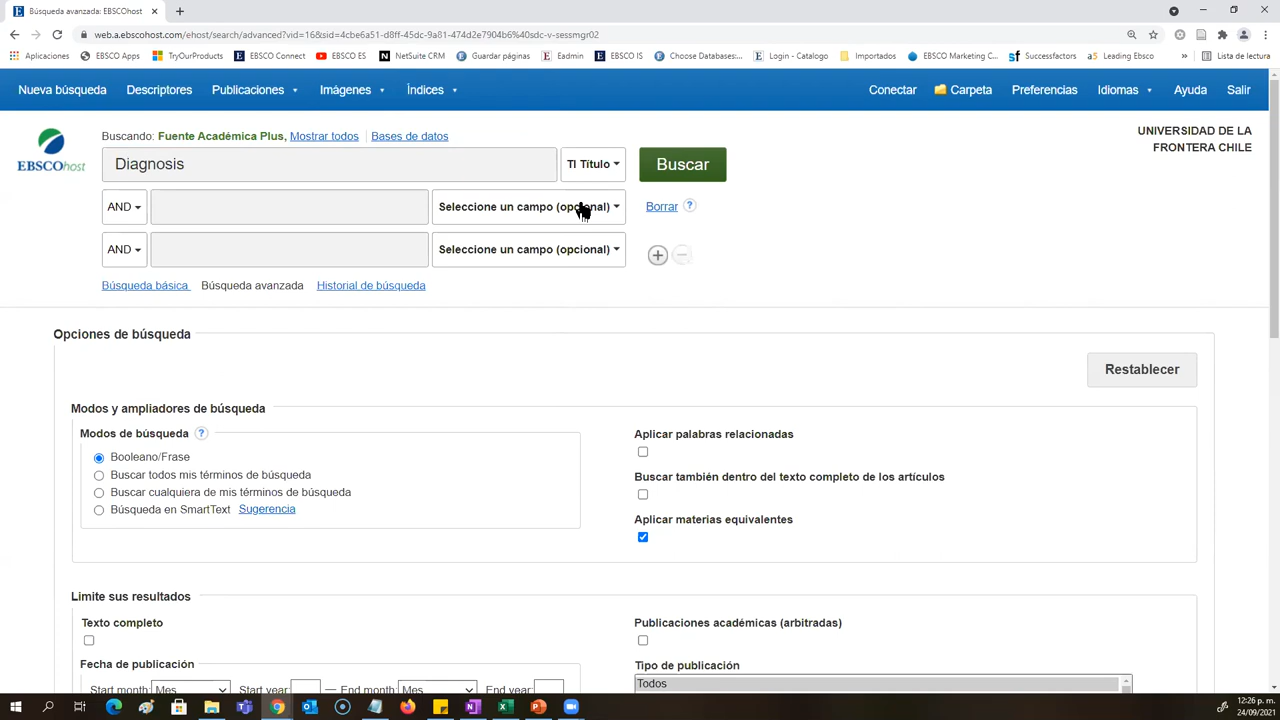 Búsqueda avanzada: EBSCOhost
web.a.ebscohost.com/ehost/search/advanced?vid=16&sid=4cbe6a51-d8ff-45dc-9a81-474d2e7904b6%40sdc-v-sessmgr02
Aplicaciones EBSCO Apps TryOurProducts EBSCO Connect EBSCO ES NetSuite CRM Guardar páginas Eadmin EBSCO IS Choose Databases:... Login - Catalogo Importados EBSCO Marketing C... Successfactors Leading Ebsco » Lista de lectura
Nueva búsqueda Descriptores Publicaciones Imágenes Índices Conectar Carpeta Preferencias Idiomas Ayuda Salir
Buscando: Fuente Académica Plus, Mostrar todos | Bases de datos
UNIVERSIDAD DE LA
FRONTERA CHILE
EBSCOhost
Diagnosis TI Título Buscar
AND Seleccione un campo (opcional) Borrar ?
AND Seleccione un campo (opcional)
Búsqueda básica Búsqueda avanzada Historial de búsqueda
Opciones de búsqueda
Restablecer
Modos y ampliadores de búsqueda
Modos de búsqueda ?
Booleano/Frase
Buscar todos mis términos de búsqueda
Buscar cualquiera de mis términos de búsqueda
Búsqueda en SmartText Sugerencia
Aplicar palabras relacionadas
Buscar también dentro del texto completo de los artículos
Aplicar materias equivalentes
Limite sus resultados
Texto completo
Publicaciones académicas (arbitradas)
Fecha de publicación
Tipo de publicación
Start month: Mes Start year: — End month: Mes End year:
Todos
12:26 p. m.
24/09/2021